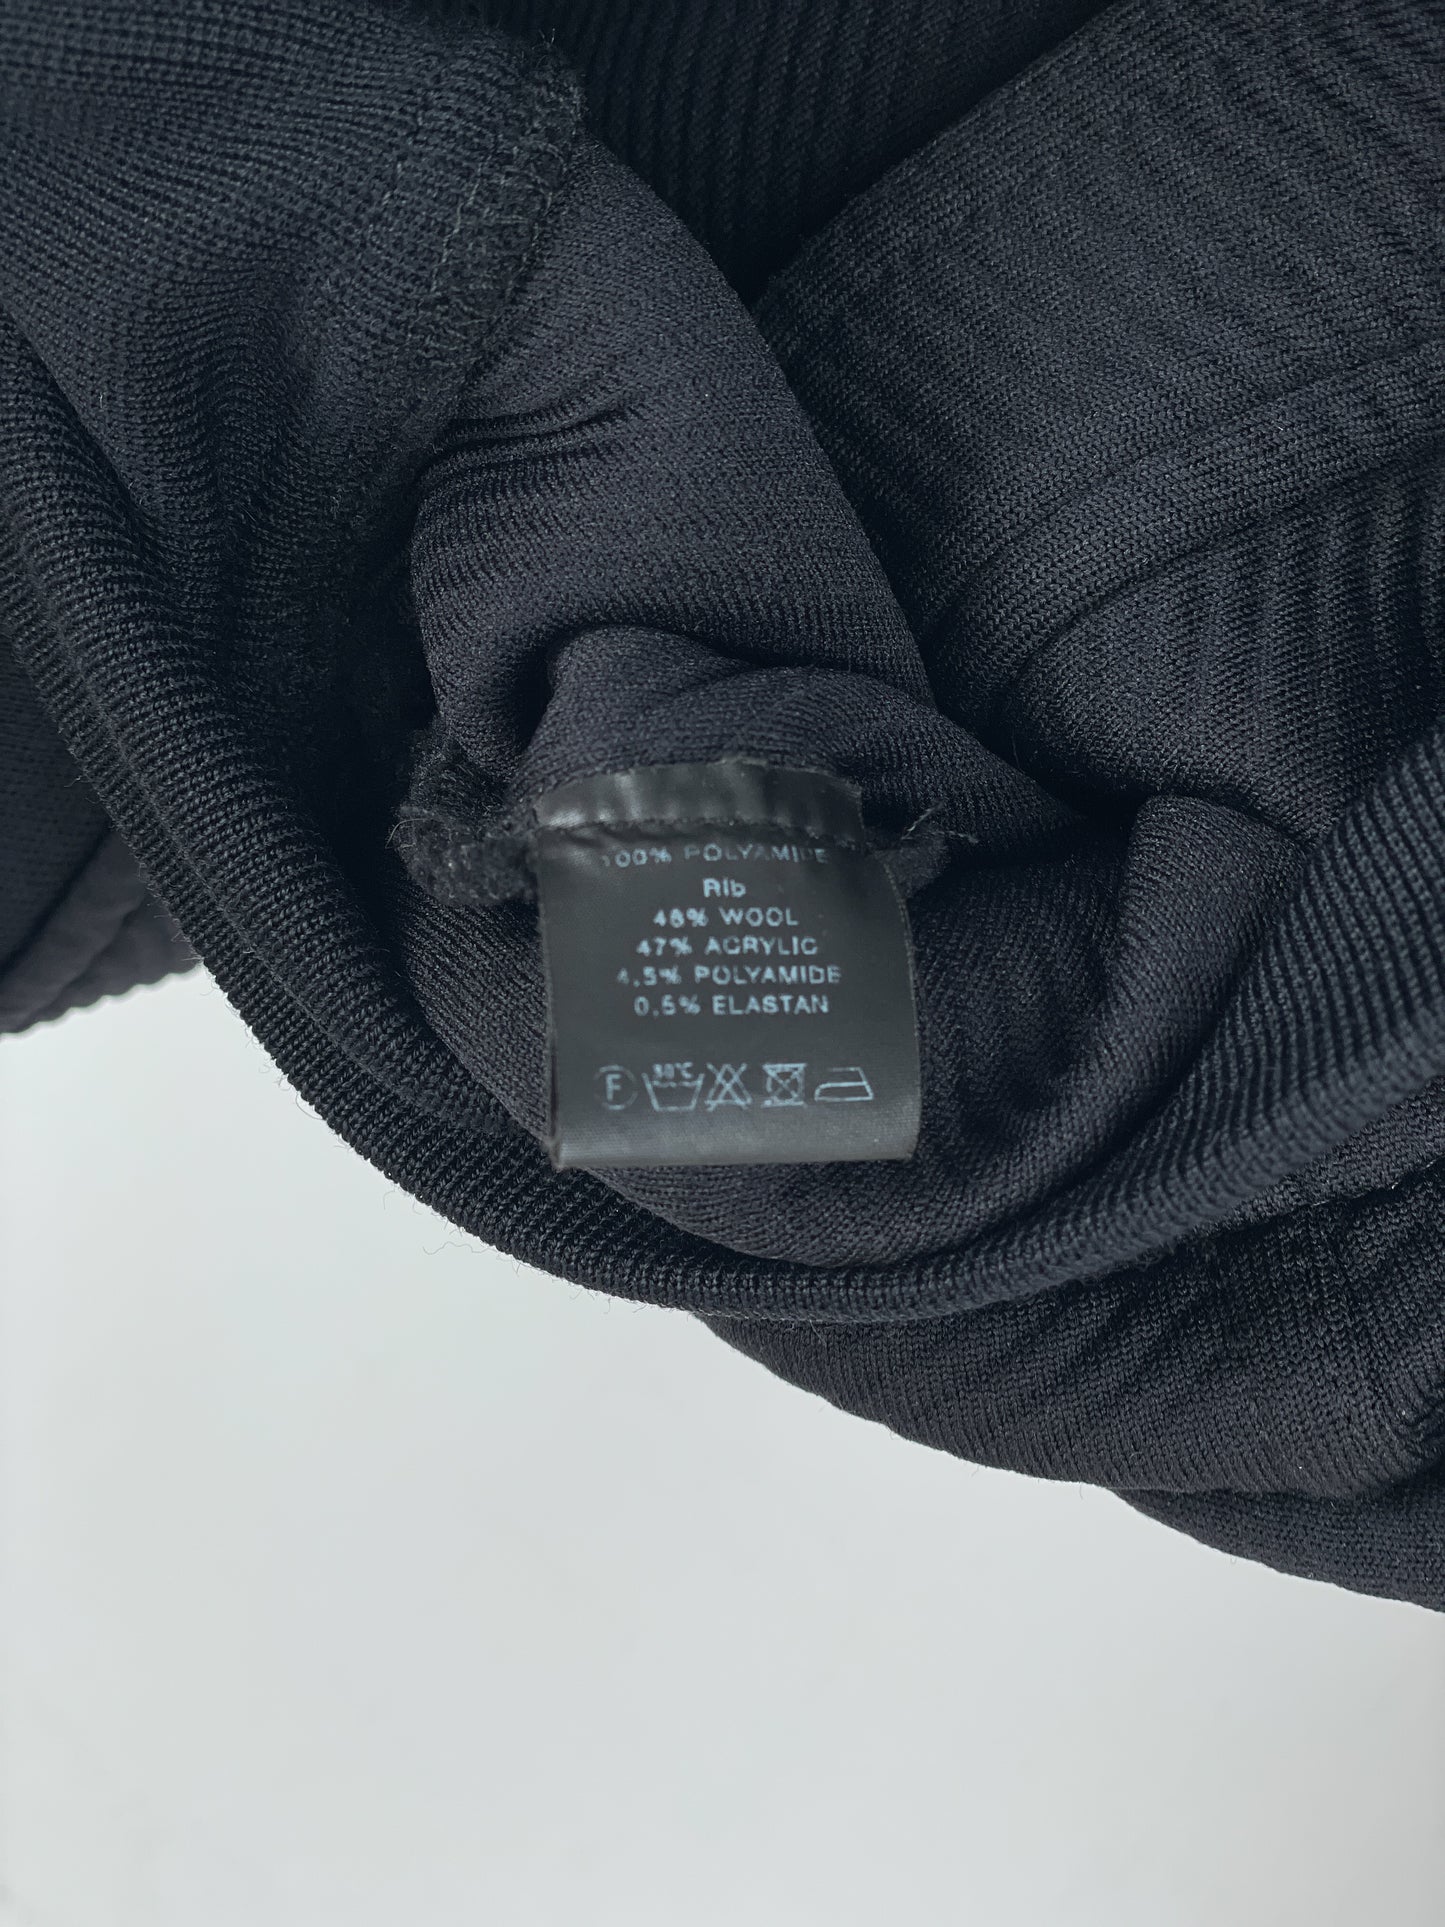 100% POLYAMIDE
Rib
48% WOOL
47% ACRYLIC
4,5% POLYAMIDE
0,5% ELASTAN
F 30°C